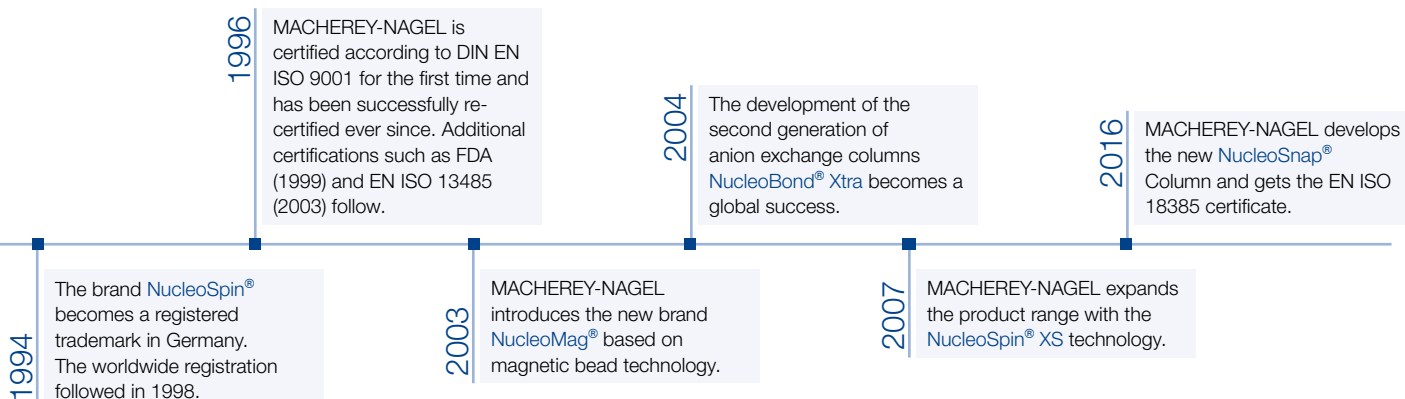 1994
The brand NucleoSpin®
becomes a registered
trademark in Germany.
The worldwide registration
followed in 1998.
1996
MACHEREY-NAGEL is
certified according to DIN EN
ISO 9001 for the first time and
has been successfully re-
certified ever since. Additional
certifications such as FDA
(1999) and EN ISO 13485
(2003) follow.
2003
MACHEREY-NAGEL
introduces the new brand
NucleoMag® based on
magnetic bead technology.
2004
The development of the
second generation of
anion exchange columns
NucleoBond® Xtra becomes a
global success.
2007
MACHEREY-NAGEL expands
the product range with the
NucleoSpin® XS technology.
2016
MACHEREY-NAGEL develops
the new NucleoSnap®
Column and gets the EN ISO
18385 certificate.